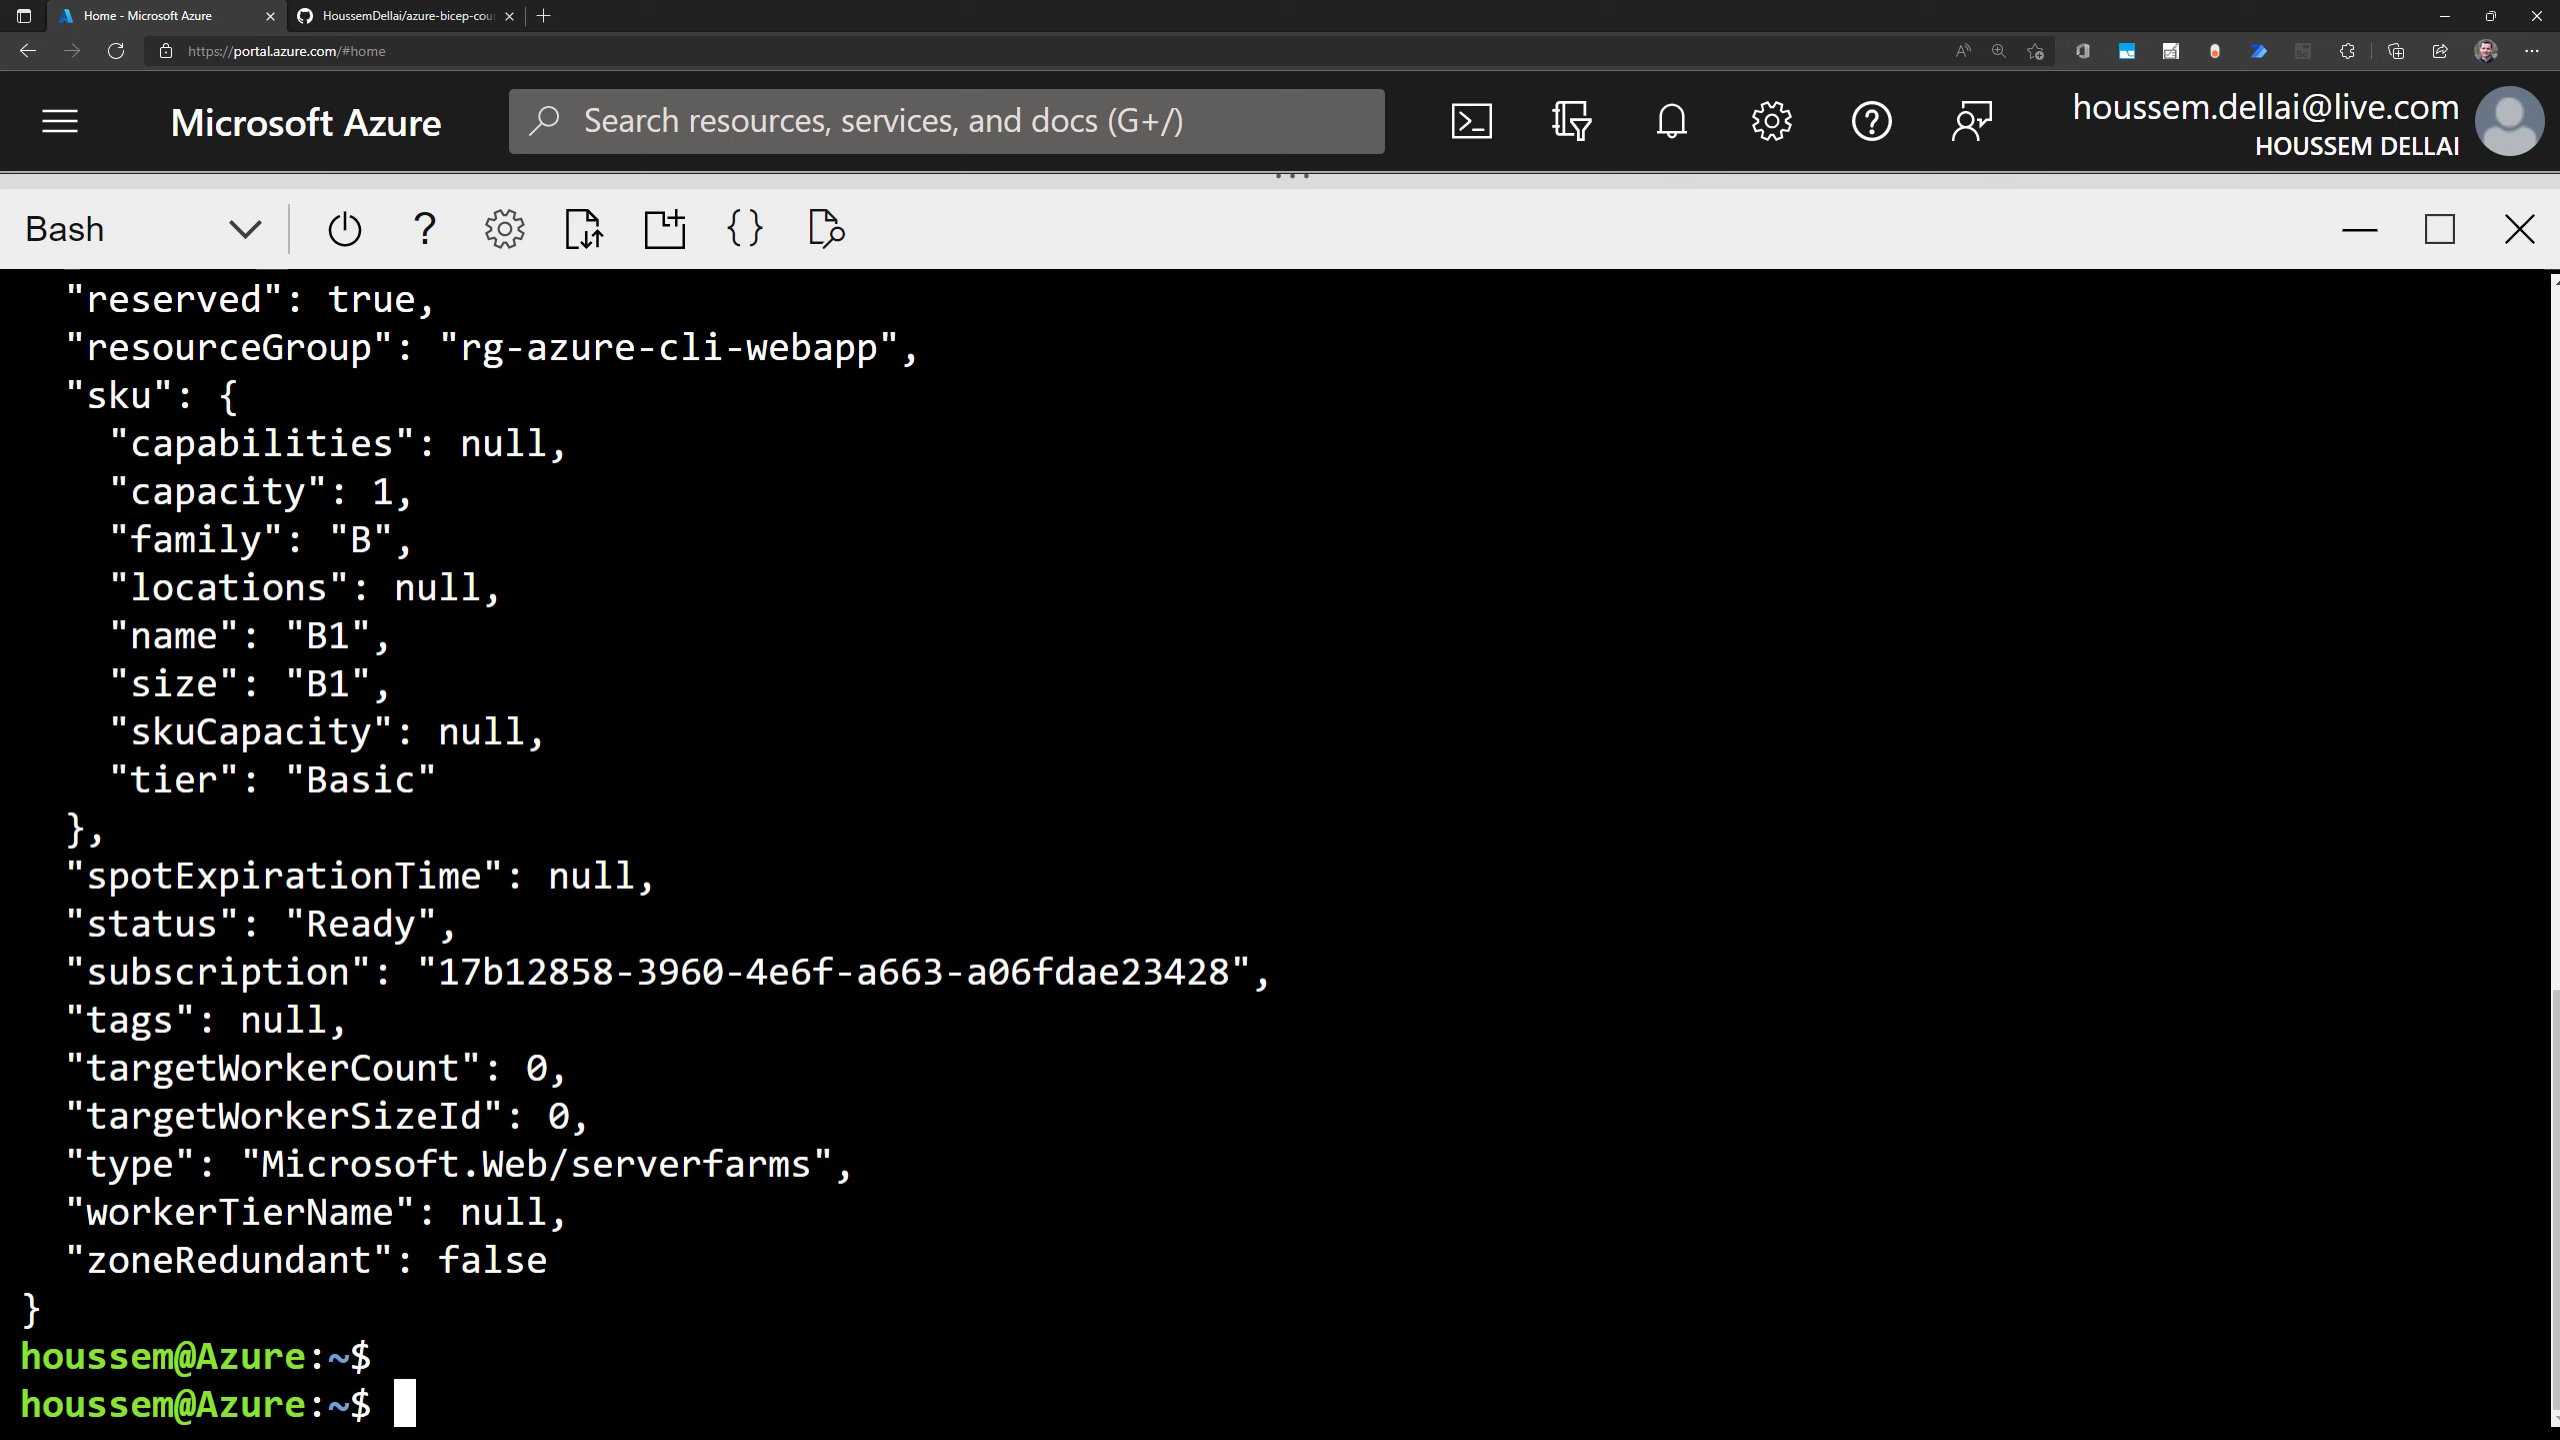 Home - Microsoft Azure
HoussemDellai/azure-bicep-cou
https://portal.azure.com/#home
Microsoft Azure
Search resources, services, and docs (G+/)
houssem.dellai@live.com
HOUSSEM DELLAI
Bash
"reserved": true,
"resourceGroup": "rg-azure-cli-webapp",
"sku": {
"capabilities": null,
"capacity": 1,
"family": "B",
"locations": null,
"name": "B1",
"size": "B1",
"skuCapacity": null,
"tier": "Basic"
},
"spotExpirationTime": null,
"status": "Ready",
"subscription": "17b12858-3960-4e6f-a663-a06fdae23428",
"tags": null,
"targetWorkerCount": 0,
"targetWorkerSizeId": 0,
"type": "Microsoft.Web/serverfarms",
"workerTierName": null,
"zoneRedundant": false
}
houssem@Azure:~$
houssem@Azure:~$